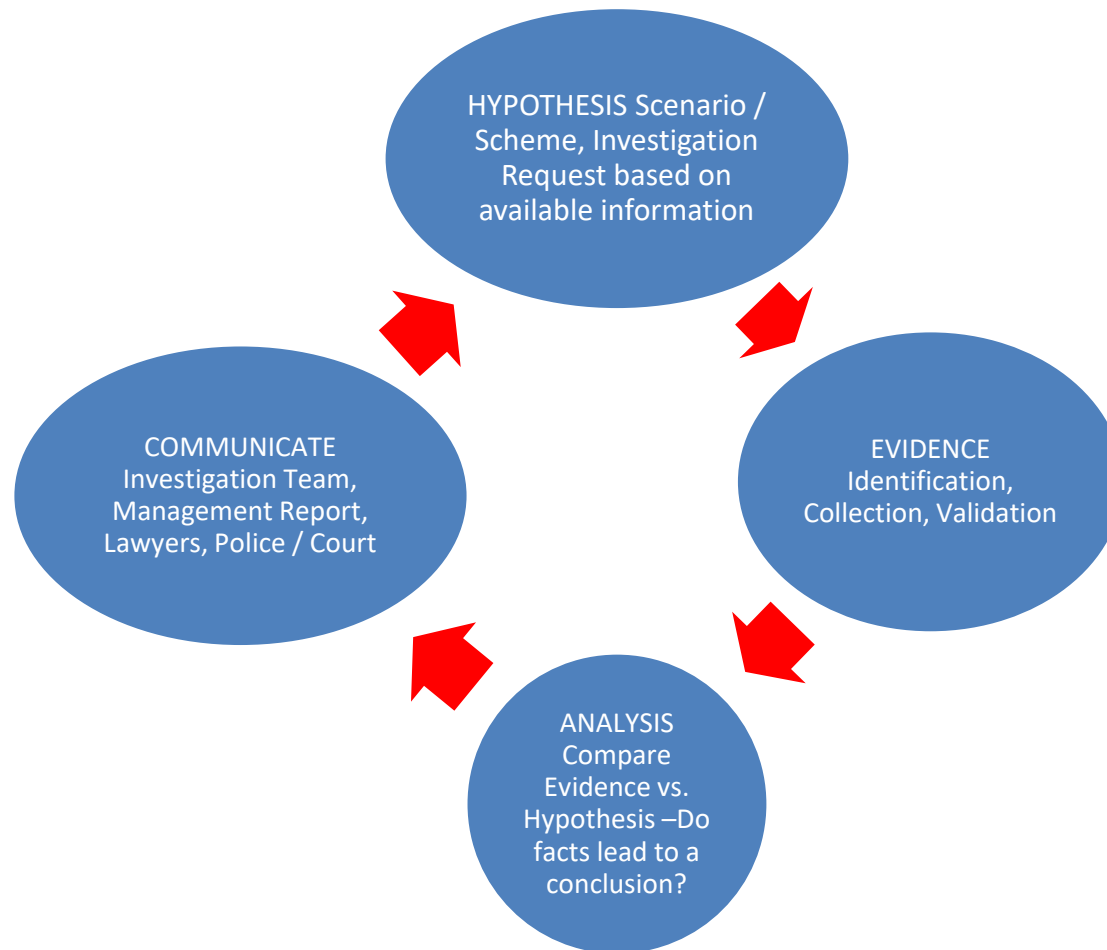 HYPOTHESIS Scenario /
Scheme, Investigation
Request based on
available information
EVIDENCE
Identification,
Collection, Validation
ANALYSIS
Compare
Evidence vs.
Hypothesis –Do
facts lead to a
conclusion?
COMMUNICATE
Investigation Team,
Management Report,
Lawyers, Police / Court